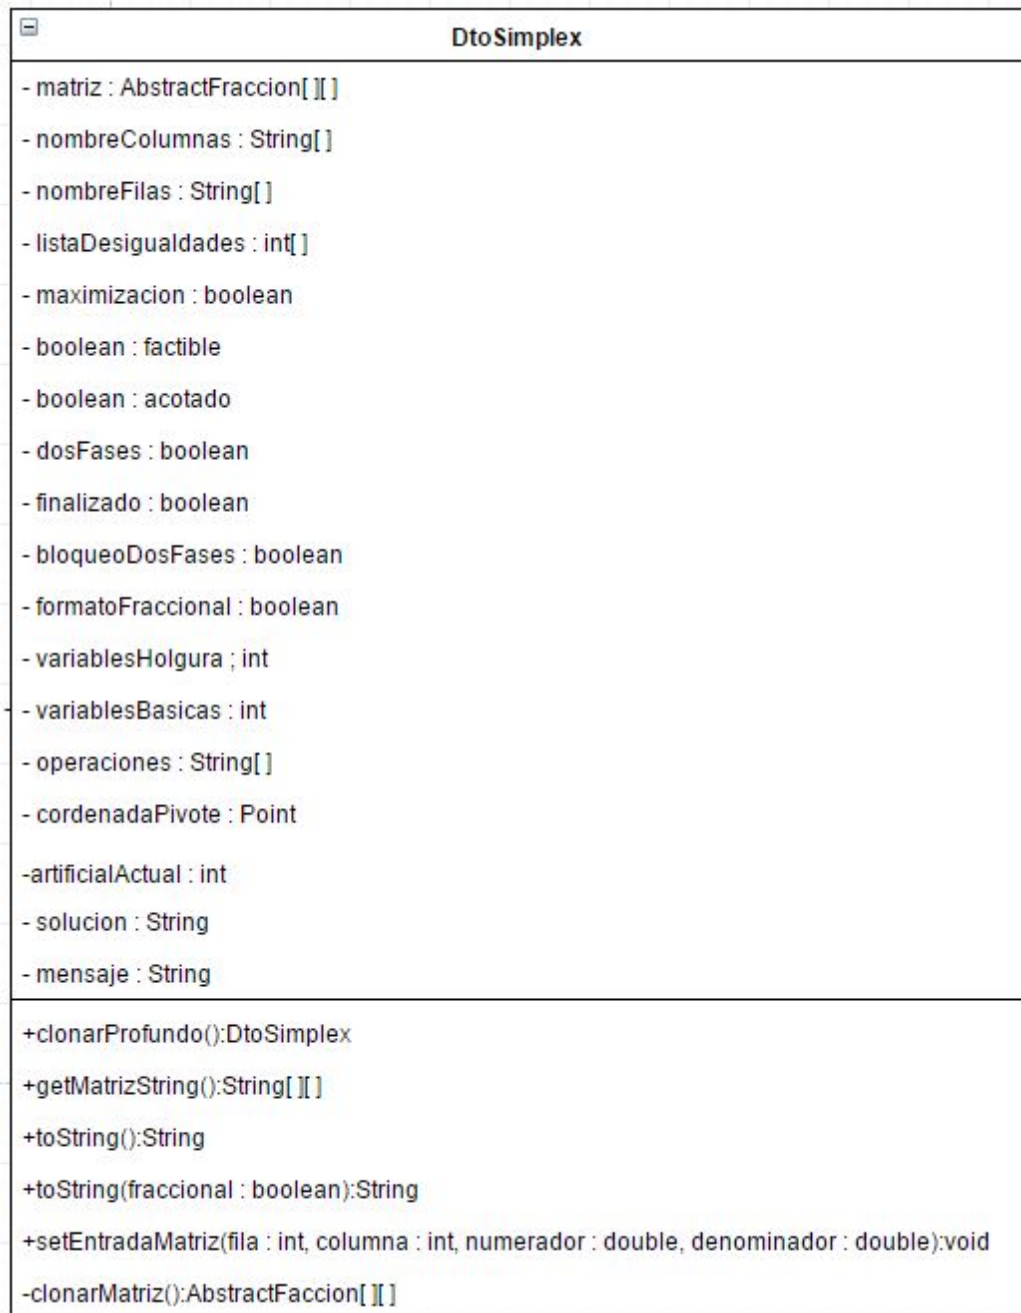 DtoSimplex
- matriz : AbstractFraccion[ ][ ]
- nombreColumnas : String[ ]
- nombreFilas : String[ ]
- listaDesigualdades : int[ ]
- maximizacion : boolean
- boolean : factible
- boolean : acotado
- dosFases : boolean
- finalizado : boolean
- bloqueoDosFases : boolean
- formatoFraccional : boolean
- variablesHolgura ; int
- variablesBasicas : int
- operaciones : String[ ]
- cordenadaPivote : Point
-artificialActual : int
- solucion : String
- mensaje : String
+clonarProfundo():DtoSimplex
+getMatrizString():String[ ][ ]
+toString():String
+toString(fraccional : boolean):String
+setEntradaMatriz(fila : int, columna : int, numerador : double, denominador : double):void
-clonarMatriz():AbstractFaccion[ ][ ]